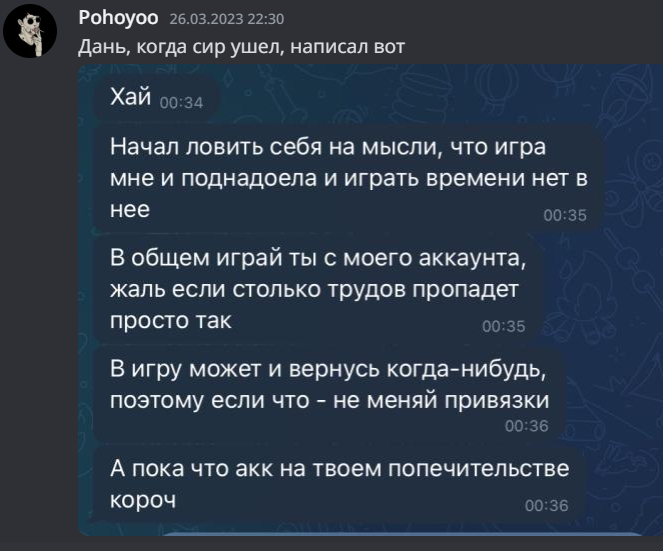 Pohoyoo 26.03.2023 22:30
Дань, когда сир ушел, написал вот
Хай 00:34
Начал ловить себя на мысли, что игра
мне и поднадоела и играть времени нет в
нее 00:35
В общем играй ты с моего аккаунта,
жаль если столько трудов пропадет
просто так 00:35
В игру может и вернусь когда-нибудь,
поэтому если что - не меняй привязки
00:36
А пока что акк на твоем попечительстве
короч 00:36